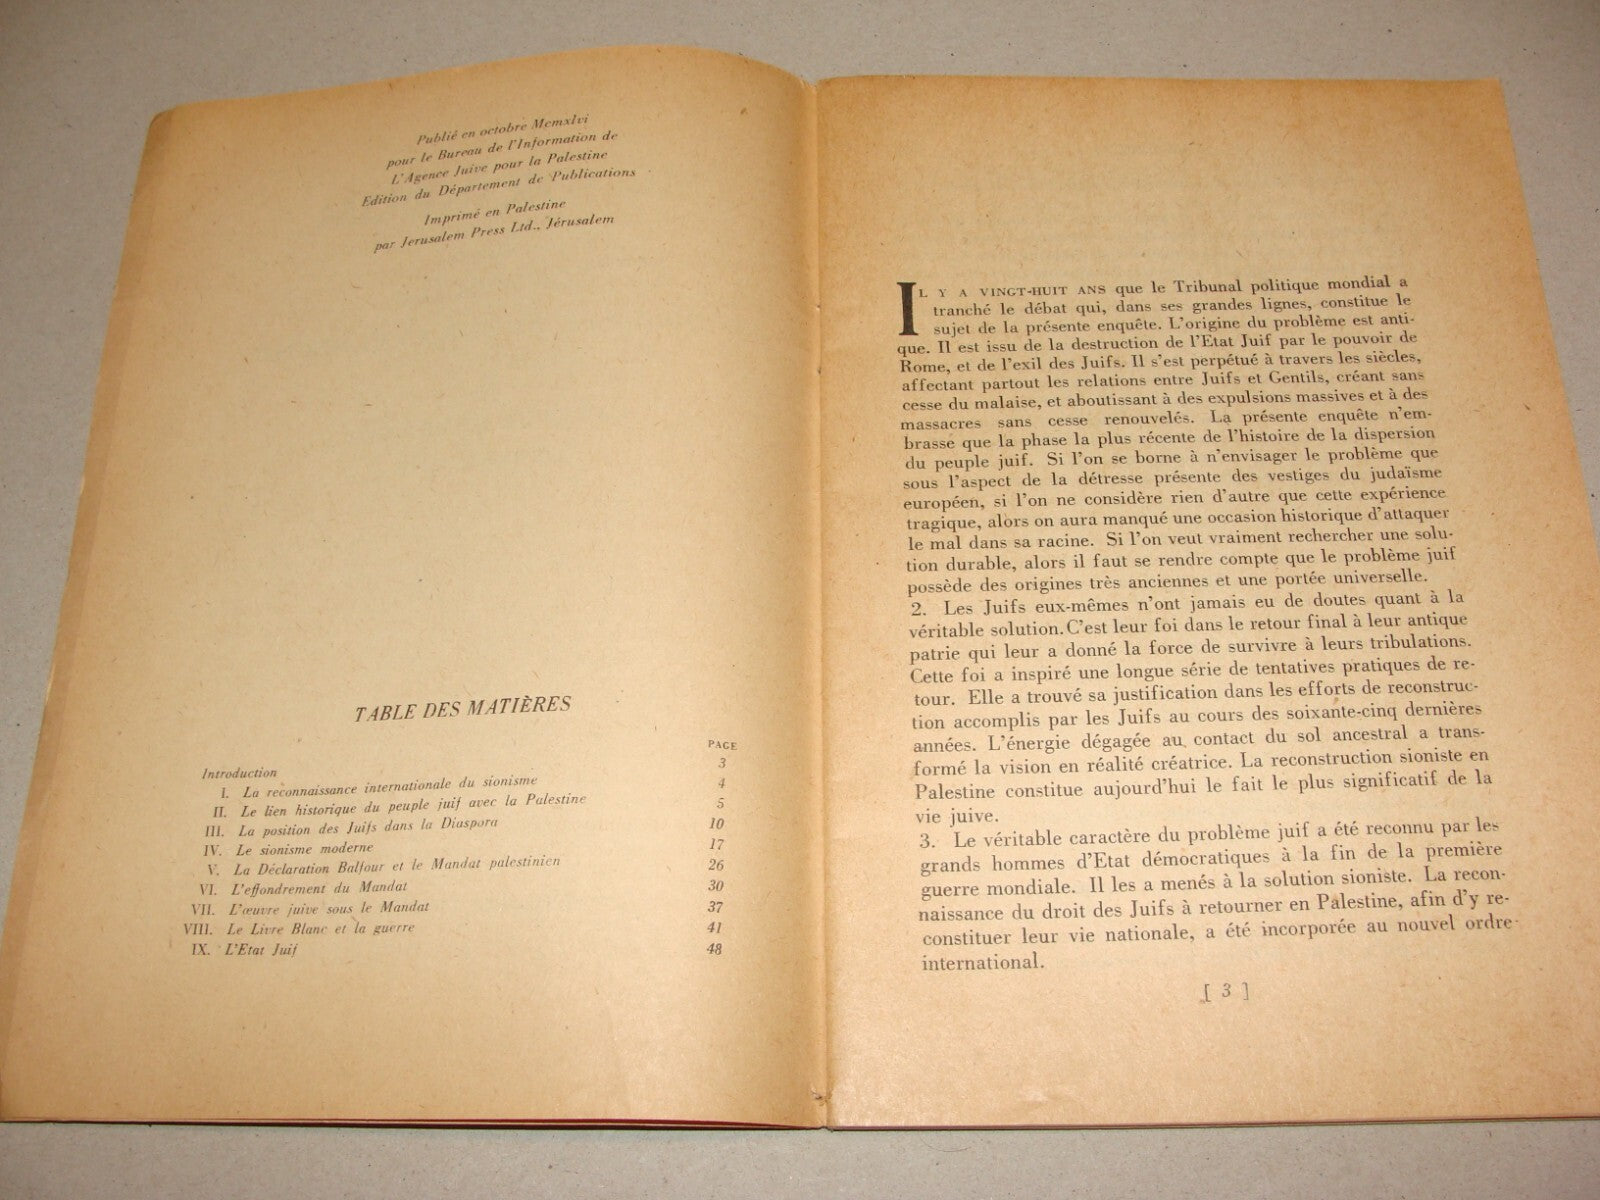 Publié en octobre Mcmxlvi
pour le Bureau de l'Information de
L'Agence Juive pour la Palestine
Edition du Département de Publications
Imprimé en Palestine
par Jerusalem Press Ltd., Jérusalem
TABLE DES MATIÈRES
PAGE
Introduction 3
I. La reconnaissance internationale du sionisme 4
II. Le lien historique du peuple juif avec la Palestine 5
III. La position des Juifs dans la Diaspora 10
IV. Le sionisme moderne 17
V. La Déclaration Balfour et le Mandat palestinien 26
VI. L'effondrement du Mandat 30
VII. L'œuvre juive sous le Mandat 37
VIII. Le Livre Blanc et la guerre 41
IX. L'Etat Juif 48
IL Y A VINGT-HUIT ANS que le Tribunal politique mondial a
tranché le débat qui, dans ses grandes lignes, constitue le
sujet de la présente enquête. L'origine du problème est anti-
que. Il est issu de la destruction de l'Etat Juif par le pouvoir de
Rome, et de l'exil des Juifs. Il s'est perpétué à travers les siècles,
affectant partout les relations entre Juifs et Gentils, créant sans
cesse du malaise, et aboutissant à des expulsions massives et à des
massacres sans cesse renouvelés. La présente enquête n'em-
brasse que la phase la plus récente de l'histoire de la dispersion
du peuple juif. Si l'on se borne à n'envisager le problème que
sous l'aspect de la détresse présente des vestiges du judaïsme
européen, si l'on ne considère rien d'autre que cette expérience
tragique, alors on aura manqué une occasion historique d'attaquer
le mal dans sa racine. Si l'on veut vraiment rechercher une solu-
tion durable, alors il faut se rendre compte que le problème juif
possède des origines très anciennes et une portée universelle.
2. Les Juifs eux-mêmes n'ont jamais eu de doutes quant à la
véritable solution. C'est leur foi dans le retour final à leur antique
patrie qui leur a donné la force de survivre à leurs tribulations.
Cette foi a inspiré une longue série de tentatives pratiques de re-
tour. Elle a trouvé sa justification dans les efforts de reconstruc-
tion accomplis par les Juifs au cours des soixante-cinq dernières
années. L'énergie dégagée au contact du sol ancestral a trans-
formé la vision en réalité créatrice. La reconstruction sioniste en
Palestine constitue aujourd'hui le fait le plus significatif de la
vie juive.
3. Le véritable caractère du problème juif a été reconnu par les
grands hommes d'Etat démocratiques à la fin de la première
guerre mondiale. Il les a menés à la solution sioniste. La recon-
naissance du droit des Juifs à retourner en Palestine, afin d'y re-
constituer leur vie nationale, a été incorporée au nouvel ordre
international.
[ 3 ]